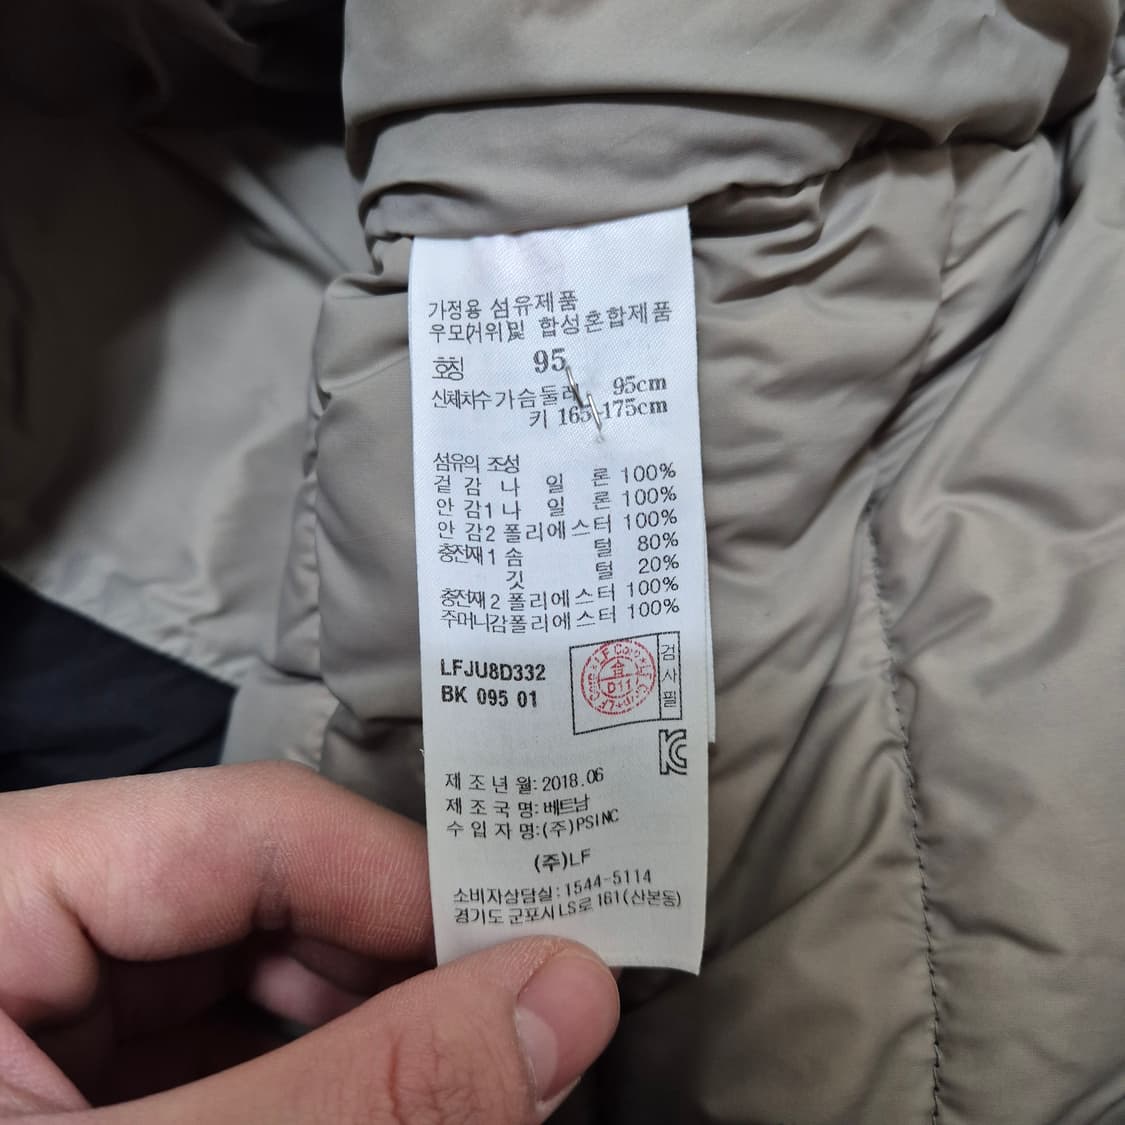 가정용 섬유제품
우모(거위)및 합성혼합제품
호칭 95
신체치수 가슴둘레 95cm
키 165-175cm
섬유의 조성
겉감 나일론 100%
안감1 나일론 100%
안감2 폴리에스터 100%
충전재1 솜털 80%
깃털 20%
충전재2 폴리에스터 100%
주머니감 폴리에스터 100%
LFJU8D332
BK 095 01
LF Corp
D11
검사필
KC
제조년월: 2018.06
제조국명: 베트남
수입자명: (주)PSINC
(주)LF
소비자상담실: 1544-5114
경기도 군포시 LS로 161(산본동)